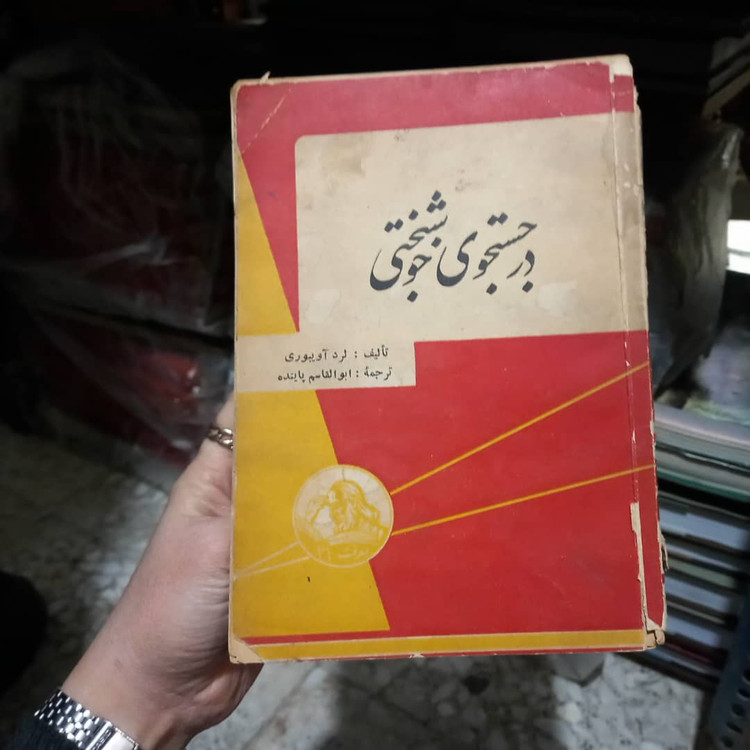 در جستجوی خوشبختی
تألیف : لرد آویبوری
ترجمهٔ : ابوالقاسم پاینده